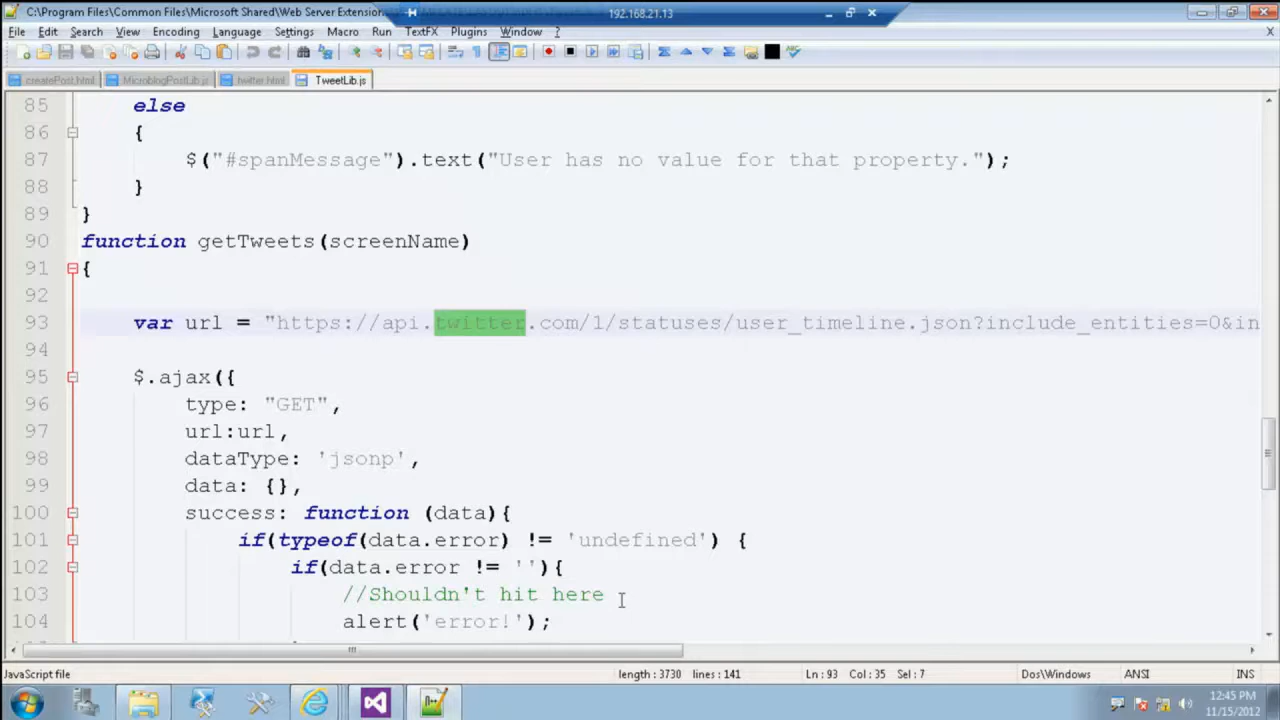 C:\Program Files\Common Files\Microsoft Shared\Web Server Extension
192.168.21.13
File Edit Search View Encoding Language Settings Macro Run TextFX Plugins Window ? X
createPost.html MicroblogPostLib.js twitter.html TweetLib.js
85 else
86 {
87 $("#spanMessage").text("User has no value for that property.");
88 }
89 }
90 function getTweets(screenName)
91 {
92
93 var url = "https://api.twitter.com/1/statuses/user_timeline.json?include_entities=0&in
94
95 $.ajax({
96 type: "GET",
97 url:url,
98 dataType: 'jsonp',
99 data: {},
100 success: function (data){
101 if(typeof(data.error) != 'undefined') {
102 if(data.error != ''){
103 //Shouldn't hit here
104 alert('error!');
JavaScript file length : 3730 lines : 141 Ln : 93 Col : 35 Sel : 7 Dos\Windows ANSI INS
12:45 PM
11/15/2012